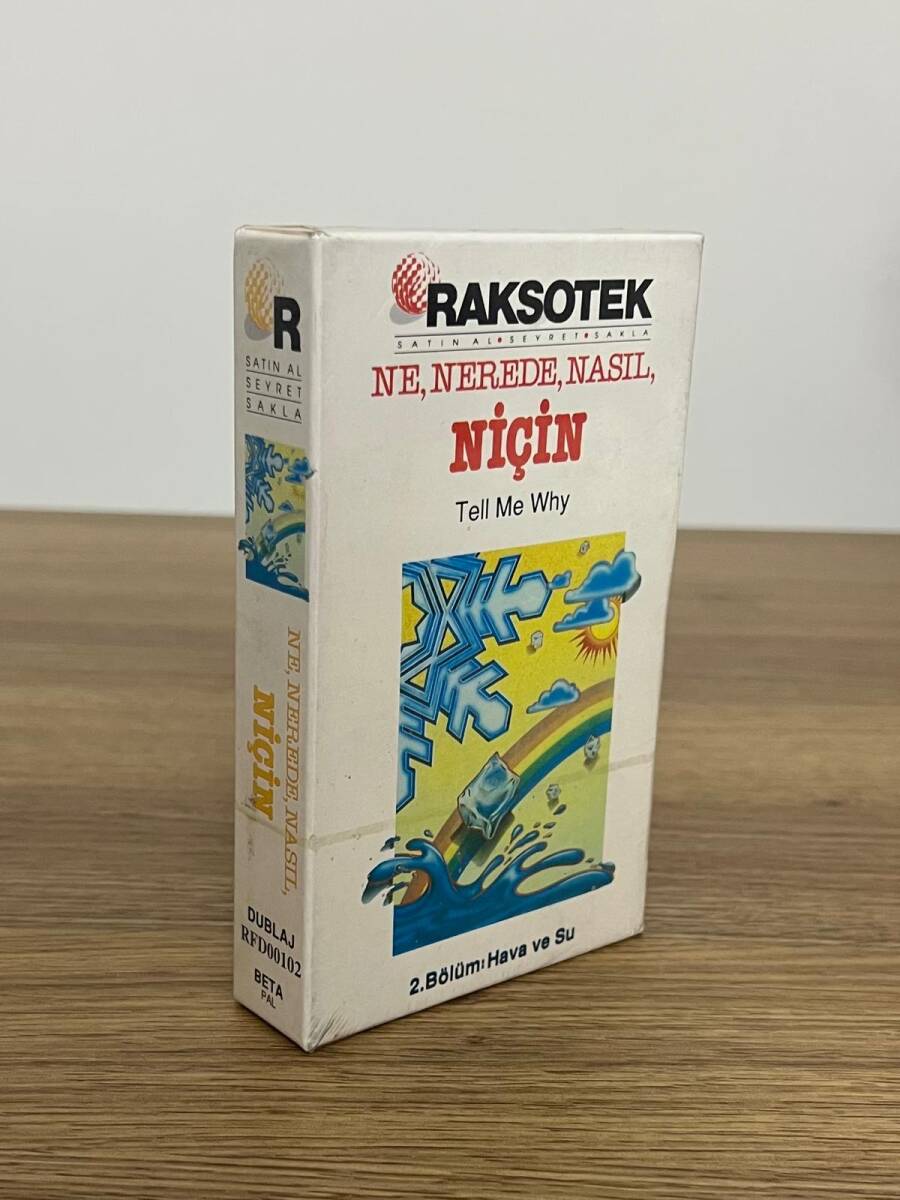 R
SATIN AL
SEYRET
SAKLA
NE, NEREDE, NASIL,
NİÇİN
DUBLAJ
RFD00102
BETA
PAL
RAKSOTEK
SATIN AL•SEYRET•SAKLA
NE, NEREDE, NASIL,
NİÇİN
Tell Me Why
2.Bölüm: Hava ve Su